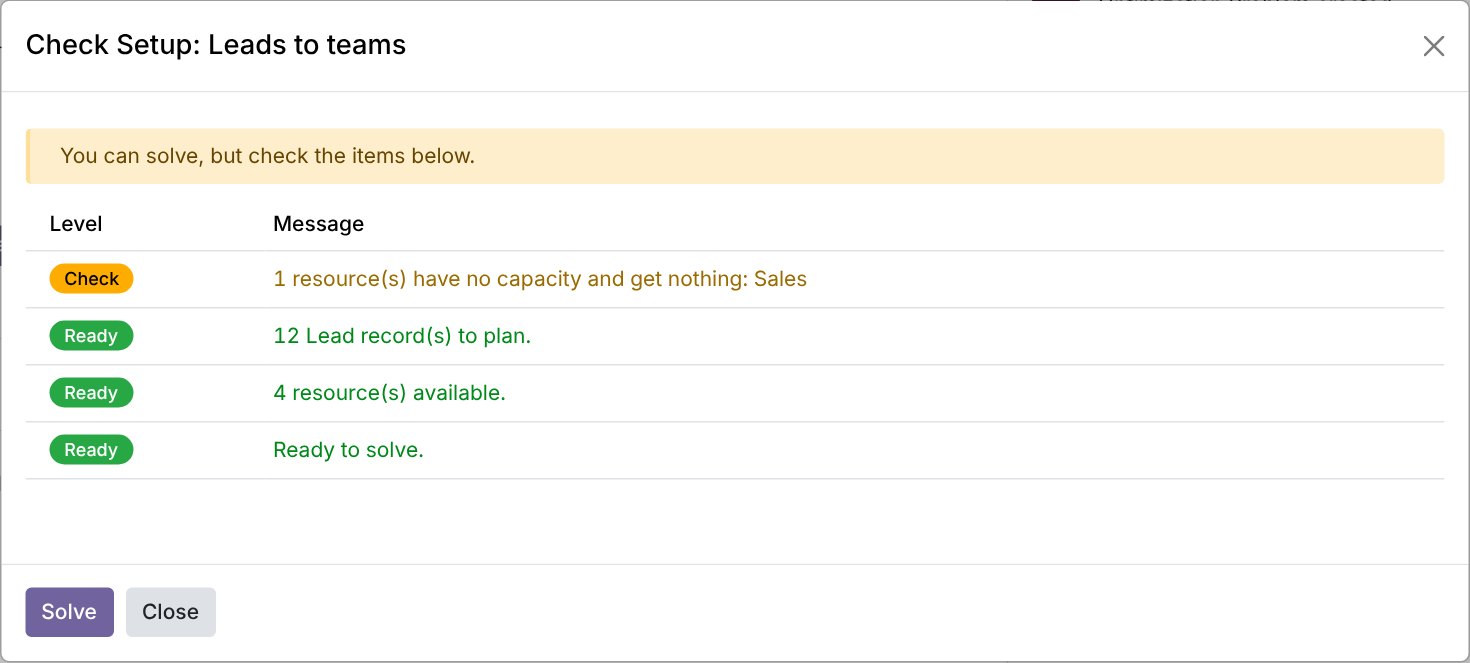 Check Setup: Leads to teams
You can solve, but check the items below.
Level Message
Check 1 resource(s) have no capacity and get nothing: Sales
Ready 12 Lead record(s) to plan.
Ready 4 resource(s) available.
Ready Ready to solve.
Solve Close